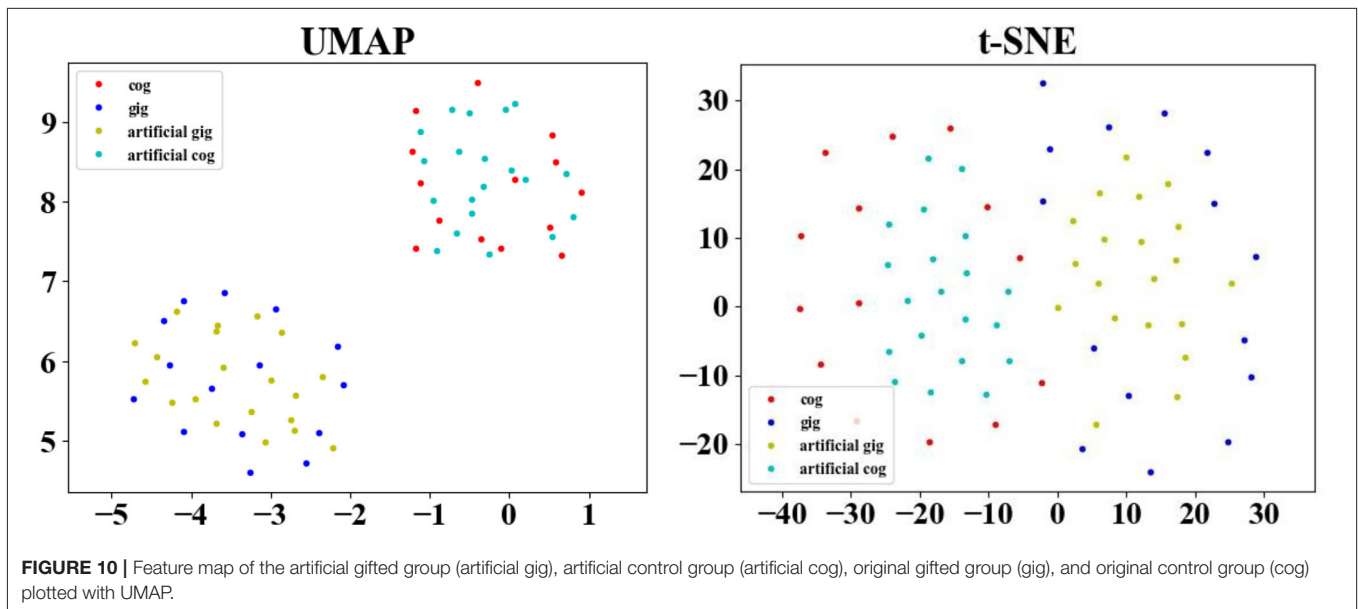 UMAP
cog
gig
artificial gig
artificial cog
9
8
7
6
5
−5
−4
−3
−2
−1
0
1
t-SNE
30
20
10
0
−10
−20
cog
gig
artificial gig
artificial cog
−40
−30
−20
−10
0
10
20
30
FIGURE 10 | Feature map of the artificial gifted group (artificial gig), artificial control group (artificial cog), original gifted group (gig), and original control group (cog)
plotted with UMAP.